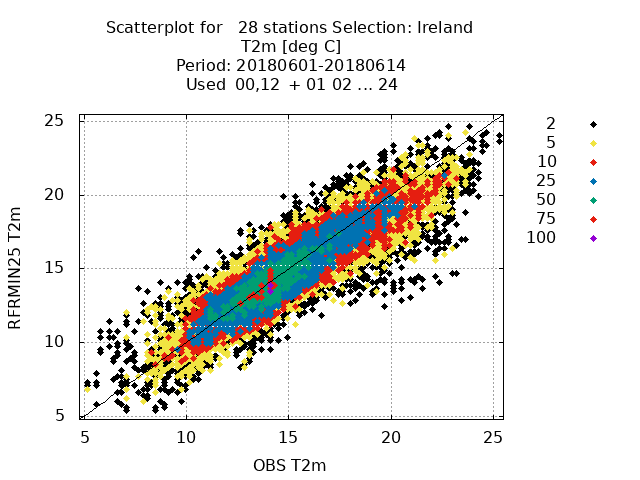 Scatterplot for 28 stations Selection: Ireland
T2m [deg C]
Period: 20180601-20180614
Used 00,12 + 01 02 ... 24
25
20
15
10
5
RFRMIN25 T2m
5 10 15 20 25
OBS T2m
2
5
10
25
50
75
100